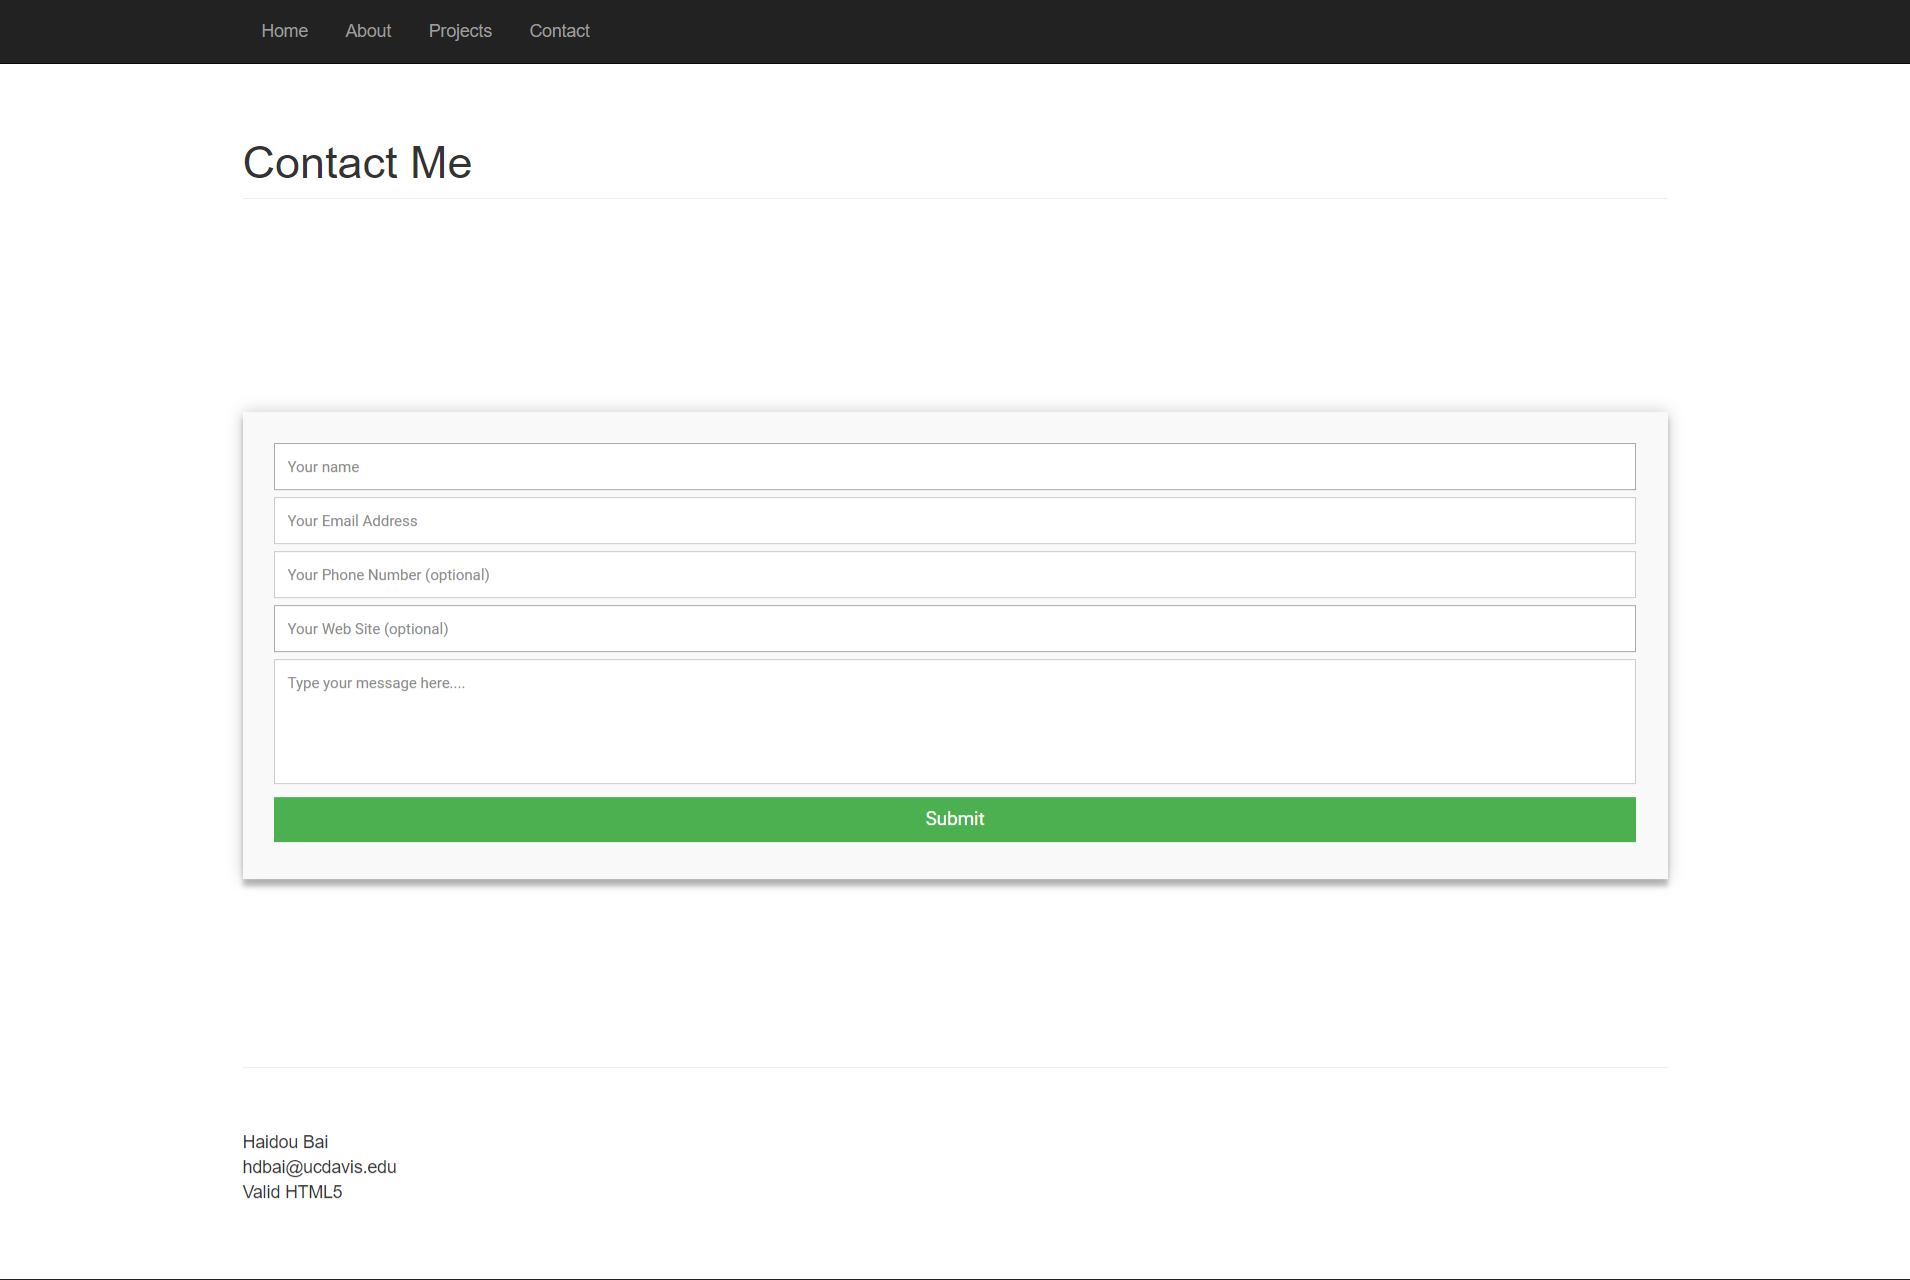 Home About Projects Contact
Contact Me
Your name
Your Email Address
Your Phone Number (optional)
Your Web Site (optional)
Type your message here....
Submit
Haidou Bai
hdbai@ucdavis.edu
Valid HTML5